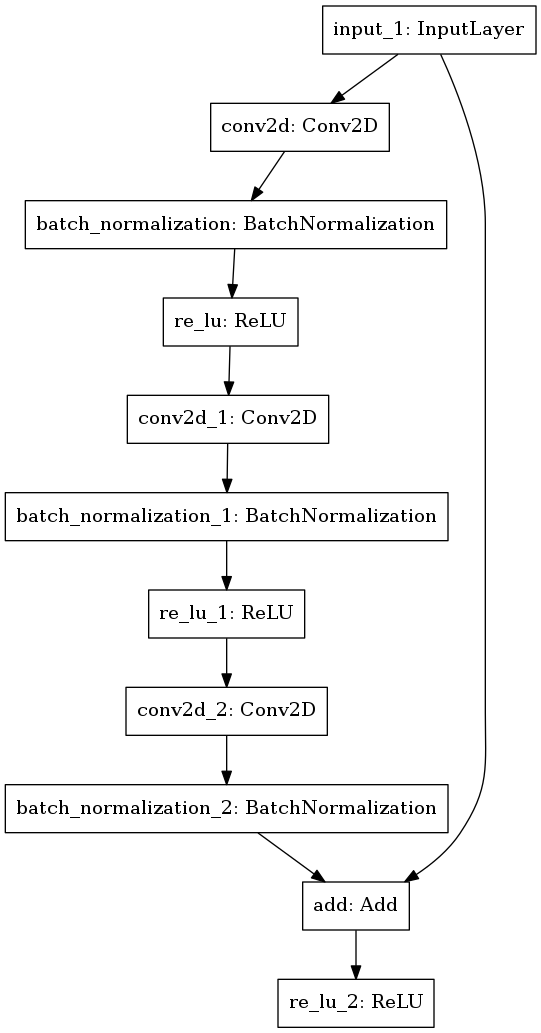 input_1: InputLayer
conv2d: Conv2D
batch_normalization: BatchNormalization
re_lu: ReLU
conv2d_1: Conv2D
batch_normalization_1: BatchNormalization
re_lu_1: ReLU
conv2d_2: Conv2D
batch_normalization_2: BatchNormalization
add: Add
re_lu_2: ReLU